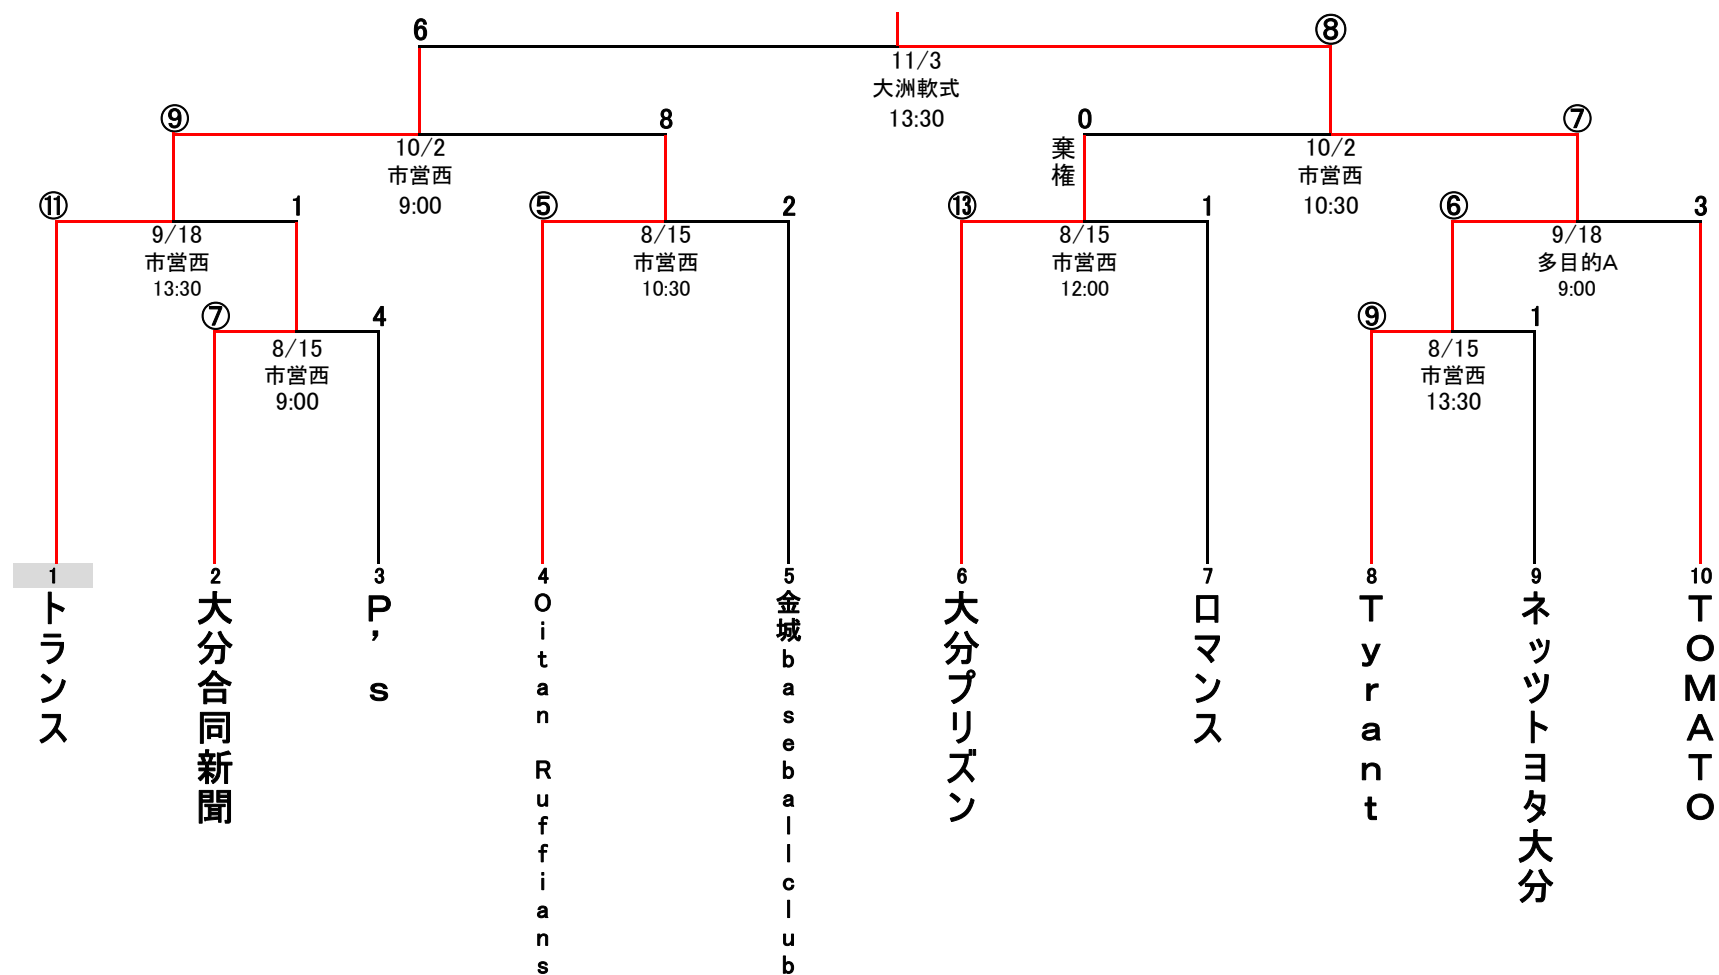 6
⑧
11/3
大洲軟式
13:30
⑨
8
0
⑦
10/2
市営西
9:00
棄権
10/2
市営西
10:30
⑪
1
⑤
2
⑬
1
⑥
3
9/18
市営西
13:30
8/15
市営西
10:30
8/15
市営西
12:00
9/18
多目的A
9:00
⑦
4
⑨
1
8/15
市営西
9:00
8/15
市営西
13:30
1
トランス
2
大分合同新聞
3
P’s
4
Oitan Ruffians
5
金城baseballclub
6
大分プリズン
7
ロマンス
8
Tyrant
9
ネッツトヨタ大分
10
TOMATO